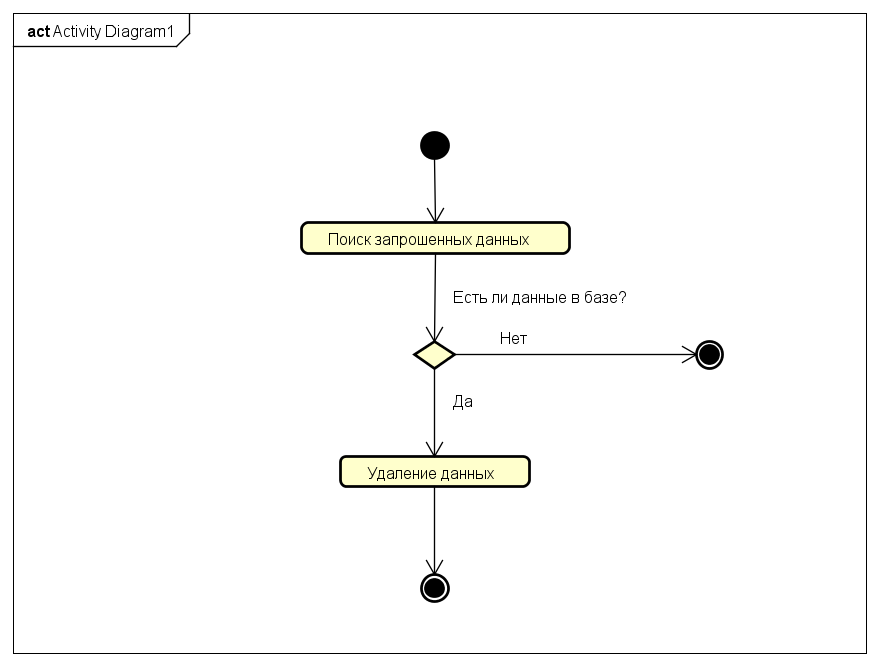 act Activity Diagram1
Поиск запрошенных данных
Есть ли данные в базе?
Нет
Да
Удаление данных